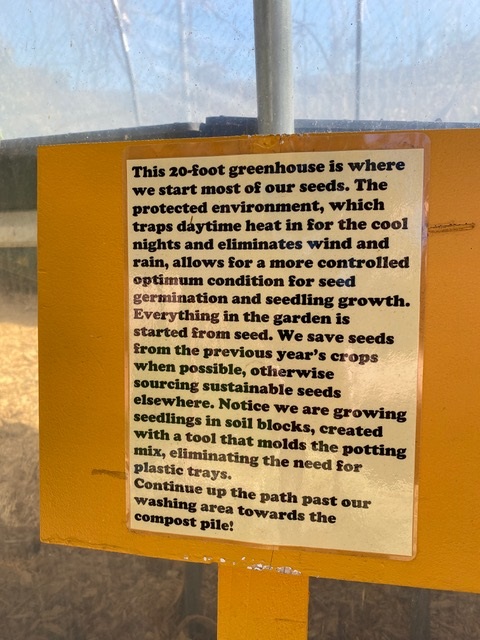 This 20-foot greenhouse is where
we start most of our seeds. The
protected environment, which
traps daytime heat in for the cool
nights and eliminates wind and
rain, allows for a more controlled
optimum condition for seed
germination and seedling growth.
Everything in the garden is
started from seed. We save seeds
from the previous year's crops
when possible, otherwise
sourcing sustainable seeds
elsewhere. Notice we are growing
seedlings in soil blocks, created
with a tool that molds the potting
mix, eliminating the need for
plastic trays.
Continue up the path past our
washing area towards the
compost pile!